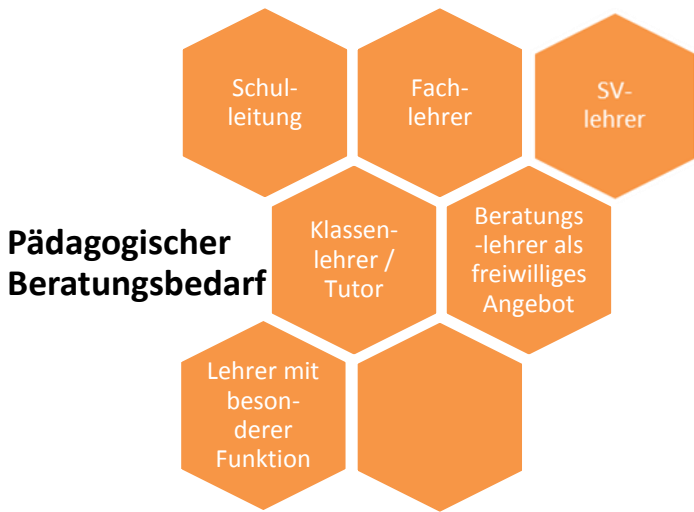 Schul-
leitung
Fach-
lehrer
SV-
lehrer
Pädagogischer
Beratungsbedarf
Klassen-
lehrer /
Tutor
Beratungs
-lehrer als
freiwilliges
Angebot
Lehrer mit
beson-
derer
Funktion